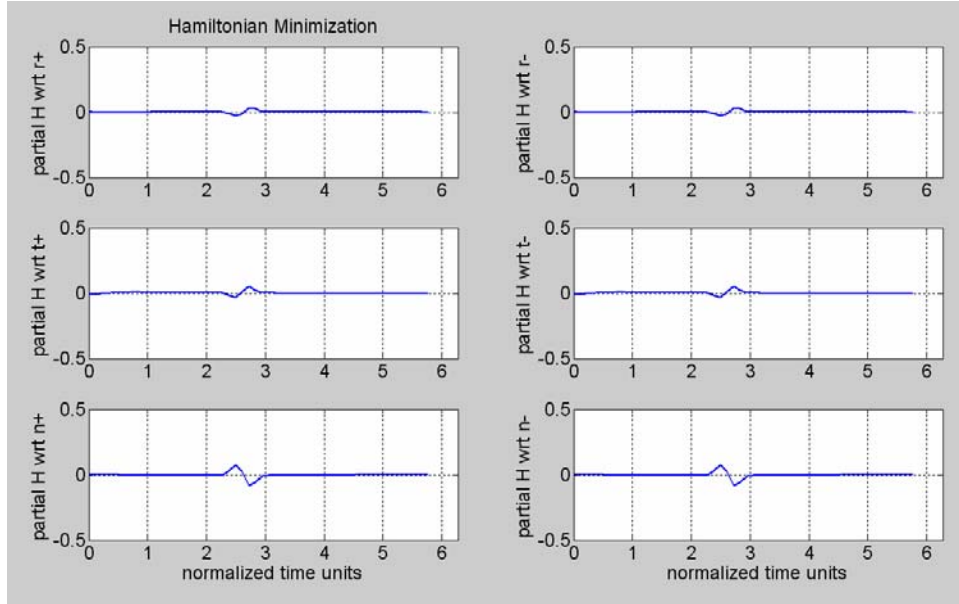 Hamiltonian Minimization
partial H wrt r+
0.5
0
-0.5
0 1 2 3 4 5 6
partial H wrt r-
0.5
0
-0.5
0 1 2 3 4 5 6
partial H wrt t+
0.5
0
-0.5
0 1 2 3 4 5 6
partial H wrt t-
0.5
0
-0.5
0 1 2 3 4 5 6
partial H wrt n+
0.5
0
-0.5
0 1 2 3 4 5 6
normalized time units
partial H wrt n-
0.5
0
-0.5
0 1 2 3 4 5 6
normalized time units